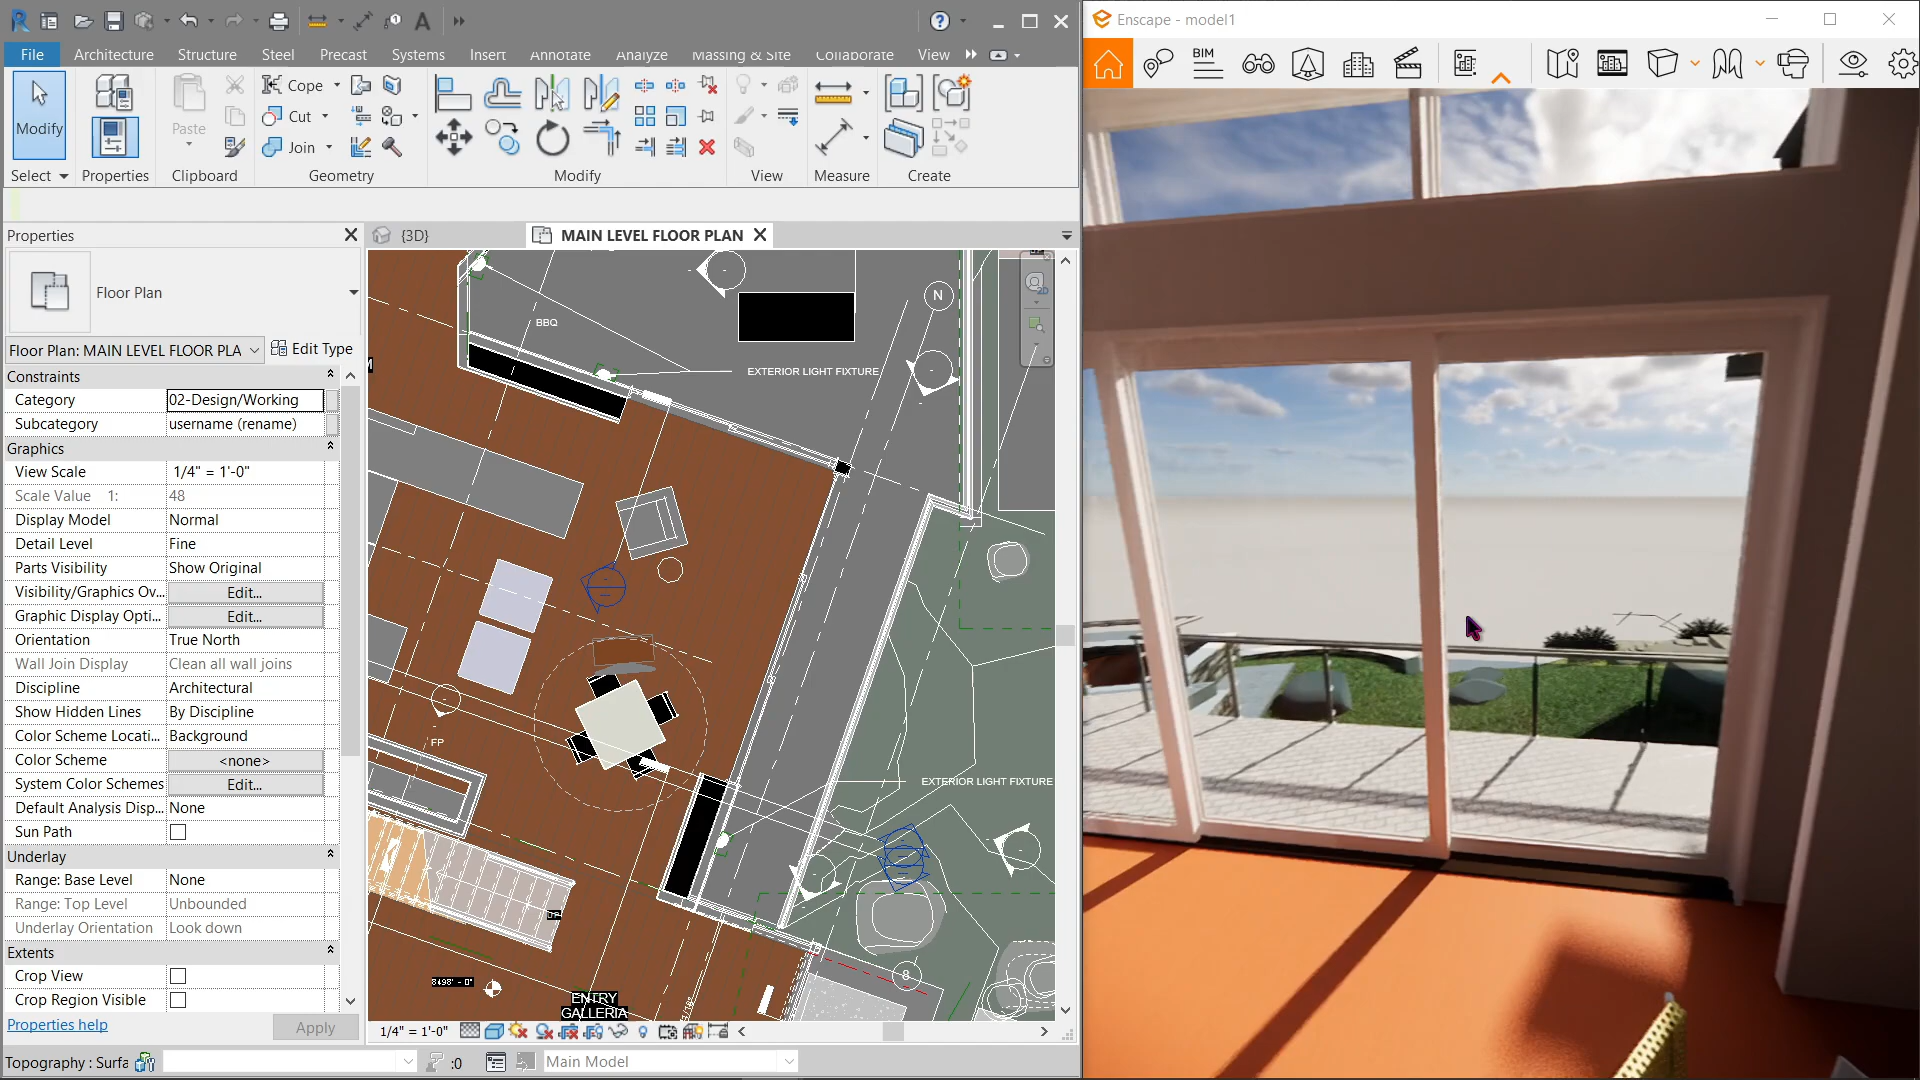 File
Architecture
Structure
Steel
Precast
Systems
Insert
Annotate
Analyze
Massing & Site
Collaborate
View
Modify
Paste
Cope
Cut
Join
Select
Properties
Clipboard
Geometry
Modify
View
Measure
Create
Properties
Floor Plan
Floor Plan: MAIN LEVEL FLOOR PLA
Edit Type
Constraints
Category 02-Design/Working
Subcategory username (rename)
Graphics
View Scale 1/4" = 1'-0"
Scale Value 1: 48
Display Model Normal
Detail Level Fine
Parts Visibility Show Original
Visibility/Graphics Ov... Edit...
Graphic Display Opti... Edit...
Orientation True North
Wall Join Display Clean all wall joins
Discipline Architectural
Show Hidden Lines By Discipline
Color Scheme Locati... Background
Color Scheme <none>
System Color Schemes Edit...
Default Analysis Disp... None
Sun Path
Underlay
Range: Base Level None
Range: Top Level Unbounded
Underlay Orientation Look down
Extents
Crop View
Crop Region Visible
Properties help
Apply
Topography : Surfa
:0
Main Model
{3D}
MAIN LEVEL FLOOR PLAN
2D
N
BBQ
EXTERIOR LIGHT FIXTURE
FP
EXTERIOR LIGHT FIXTURE
8
8498' - 0"
ENTRY
GALLERIA
1/4" = 1'-0"
Enscape - model1
BIM